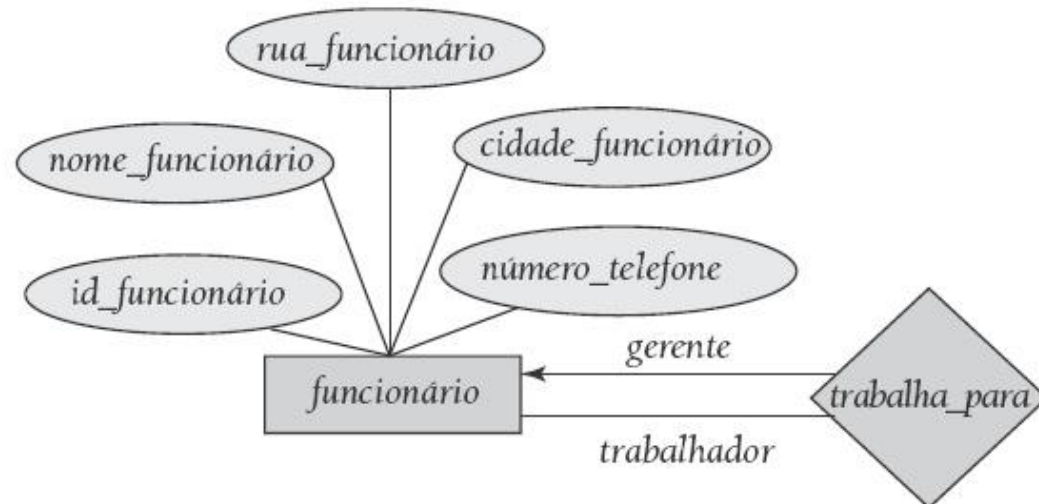 rua_funcionário
nome_funcionário
cidade_funcionário
id_funcionário
número_telefone
gerente
funcionário
trabalha_para
trabalhador